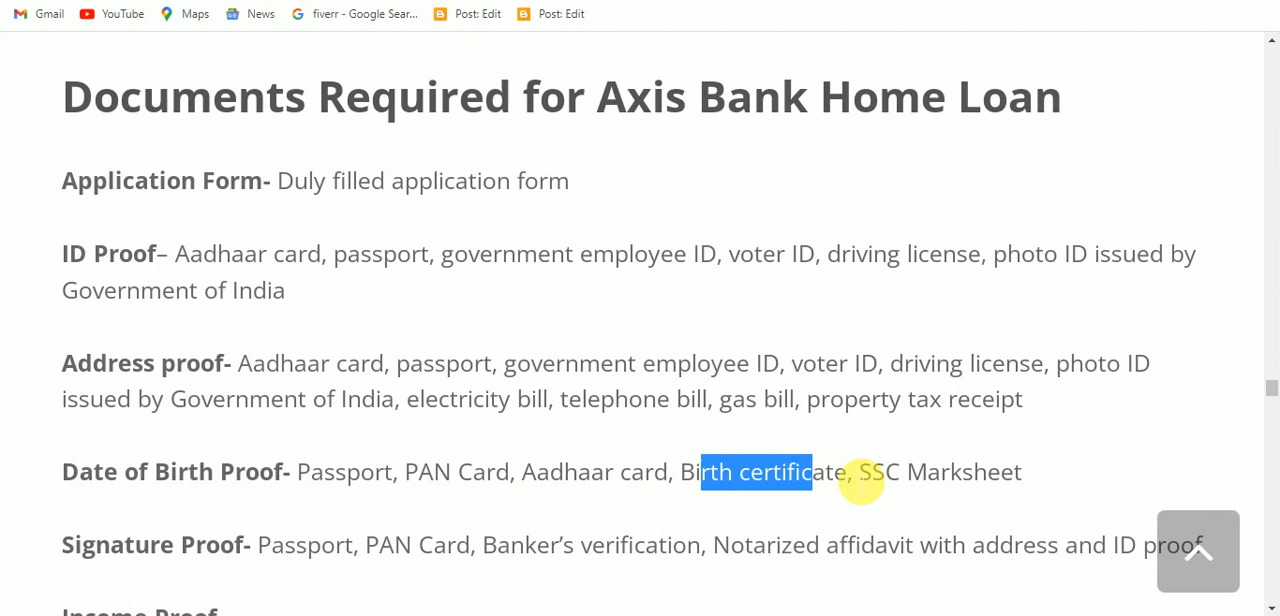 Gmail YouTube Maps News fiverr - Google Sear... Post: Edit Post: Edit
Documents Required for Axis Bank Home Loan
Application Form- Duly filled application form
ID Proof– Aadhaar card, passport, government employee ID, voter ID, driving license, photo ID issued by
Government of India
Address proof- Aadhaar card, passport, government employee ID, voter ID, driving license, photo ID
issued by Government of India, electricity bill, telephone bill, gas bill, property tax receipt
Date of Birth Proof- Passport, PAN Card, Aadhaar card, Birth certificate, SSC Marksheet
Signature Proof- Passport, PAN Card, Banker’s verification, Notarized affidavit with address and ID proof
Income Proof